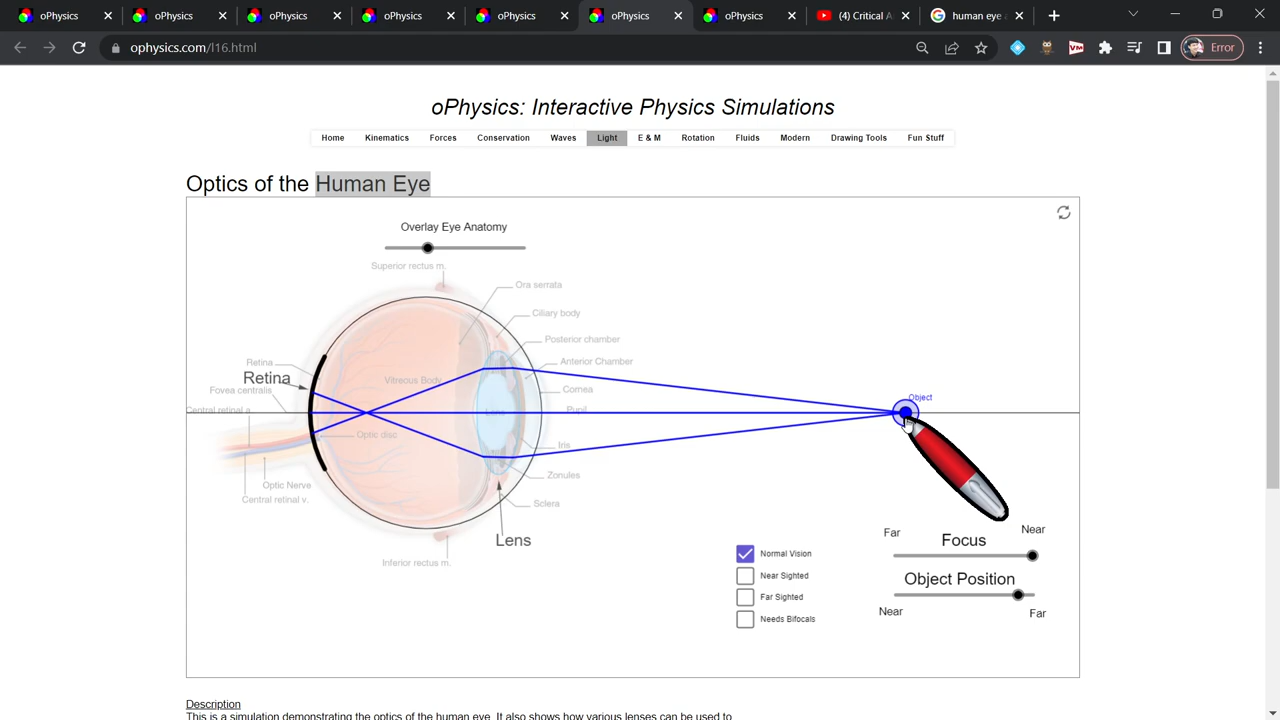 oPhysics
oPhysics
oPhysics
oPhysics
oPhysics
oPhysics
oPhysics
(4) Critical A
human eye a
ophysics.com/l16.html
VM
Error
oPhysics: Interactive Physics Simulations
Home Kinematics Forces Conservation Waves Light E & M Rotation Fluids Modern Drawing Tools Fun Stuff
Optics of the Human Eye
Overlay Eye Anatomy
Superior rectus m.
Ora serrata
Ciliary body
Posterior chamber
Anterior Chamber
Retina
Retina
Fovea centralis
Vitreous Body
Cornea
Object
Central retinal a.
Lens
Pupil
Optic disc
Iris
Zonules
Optic Nerve
Central retinal v.
Sclera
Lens
Inferior rectus m.
Far
Near
Focus
Normal Vision
Near Sighted
Object Position
Far Sighted
Near
Far
Needs Bifocals
Description
This is a simulation demonstrating the optics of the human eye. It also shows how various lenses can be used to